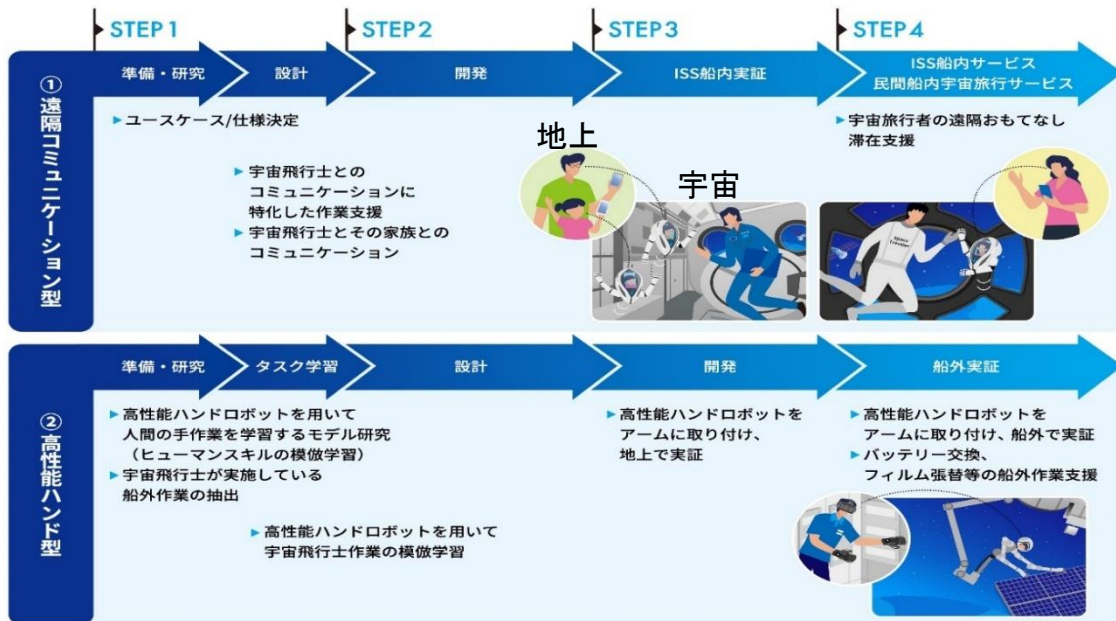 STEP1
STEP2
STEP3
STEP4
①遠隔コミュニケーション型
準備・研究
設計
開発
ISS船内実証
ISS船内サービス
民間船内宇宙旅行サービス
▶ユースケース/仕様決定
▶宇宙飛行士との
コミュニケーションに
特化した作業支援
▶宇宙飛行士とその家族との
コミュニケーション
地上
宇宙
▶宇宙旅行者の遠隔おもてなし
滞在支援
Space
Traveler
②高性能ハンド型
準備・研究
タスク学習
設計
開発
船外実証
▶高性能ハンドロボットを用いて
人間の手作業を学習するモデル研究
（ヒューマンスキルの模倣学習）
▶宇宙飛行士が実施している
船外作業の抽出
▶高性能ハンドロボットを用いて
宇宙飛行士作業の模倣学習
▶高性能ハンドロボットを
アームに取り付け、
地上で実証
▶高性能ハンドロボットを
アームに取り付け、船外で実証
▶バッテリー交換、
フィルム張替等の船外作業支援